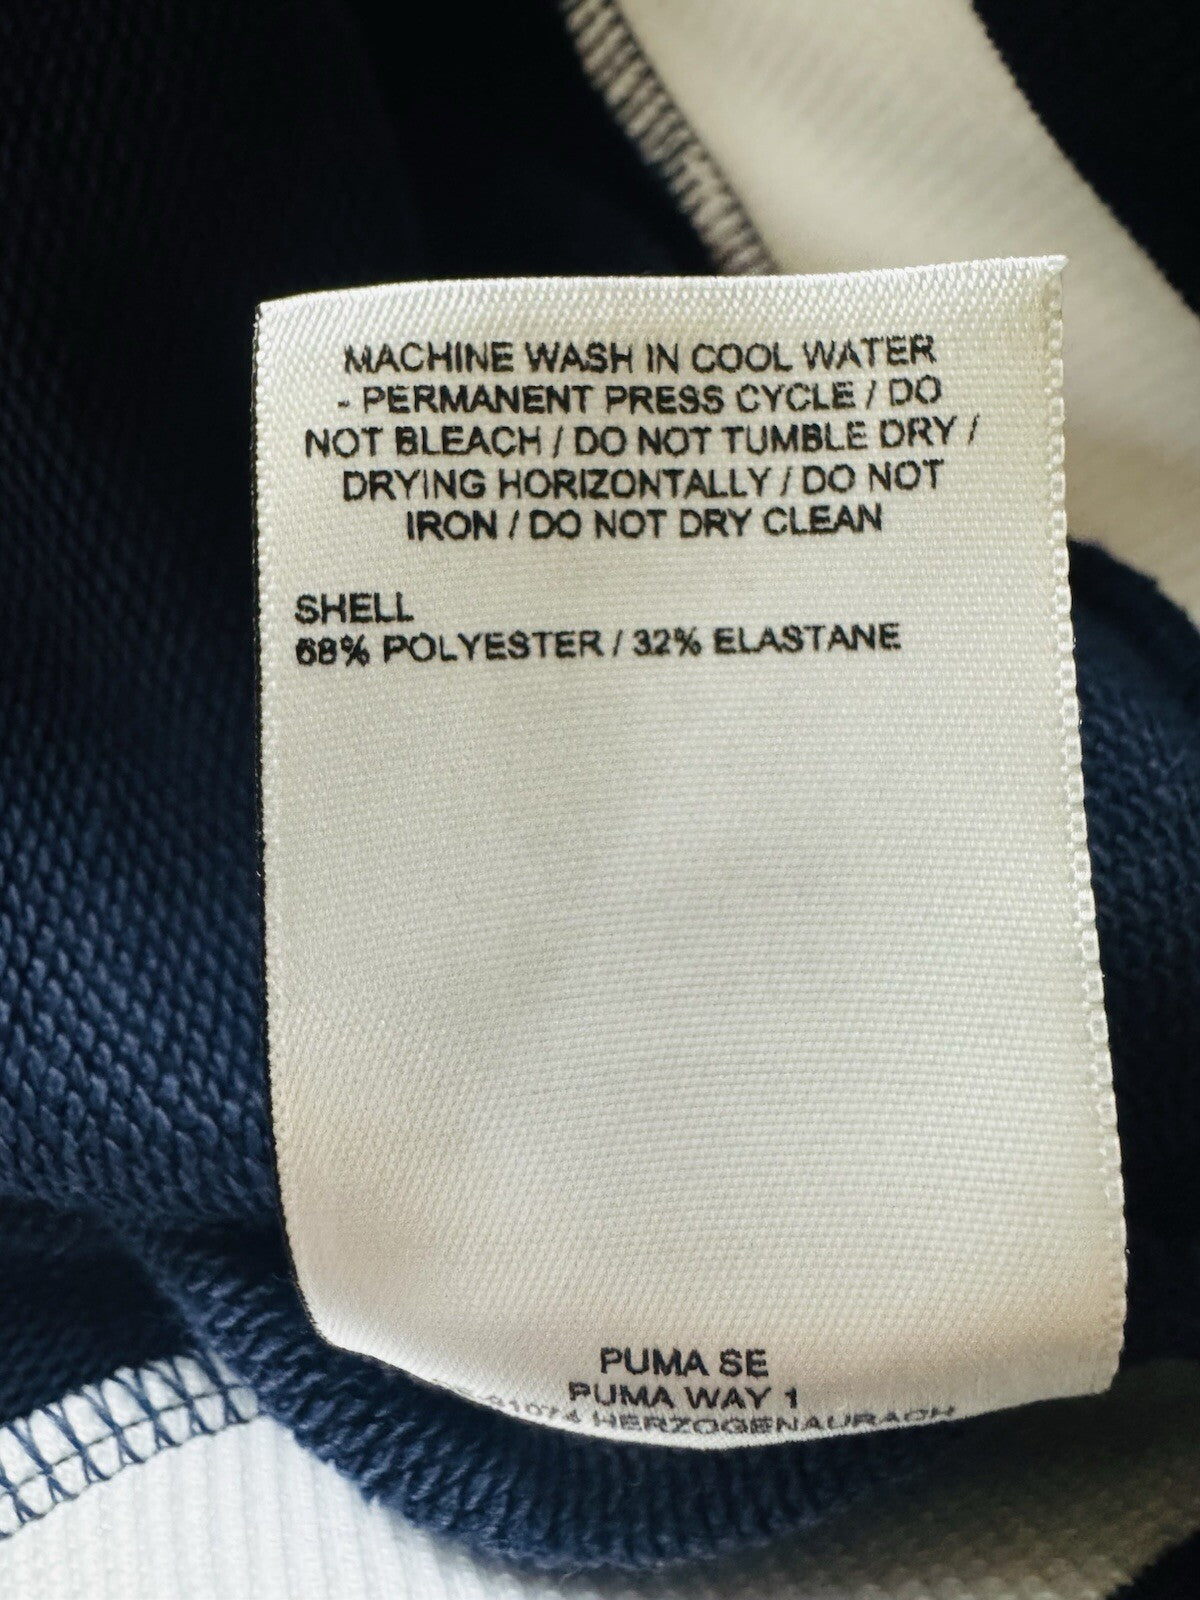 MACHINE WASH IN COOL WATER
- PERMANENT PRESS CYCLE / DO
NOT BLEACH / DO NOT TUMBLE DRY /
DRYING HORIZONTALLY / DO NOT
IRON / DO NOT DRY CLEAN
SHELL
68% POLYESTER / 32% ELASTANE
PUMA SE
PUMA WAY 1
91074 HERZOGENAURACH